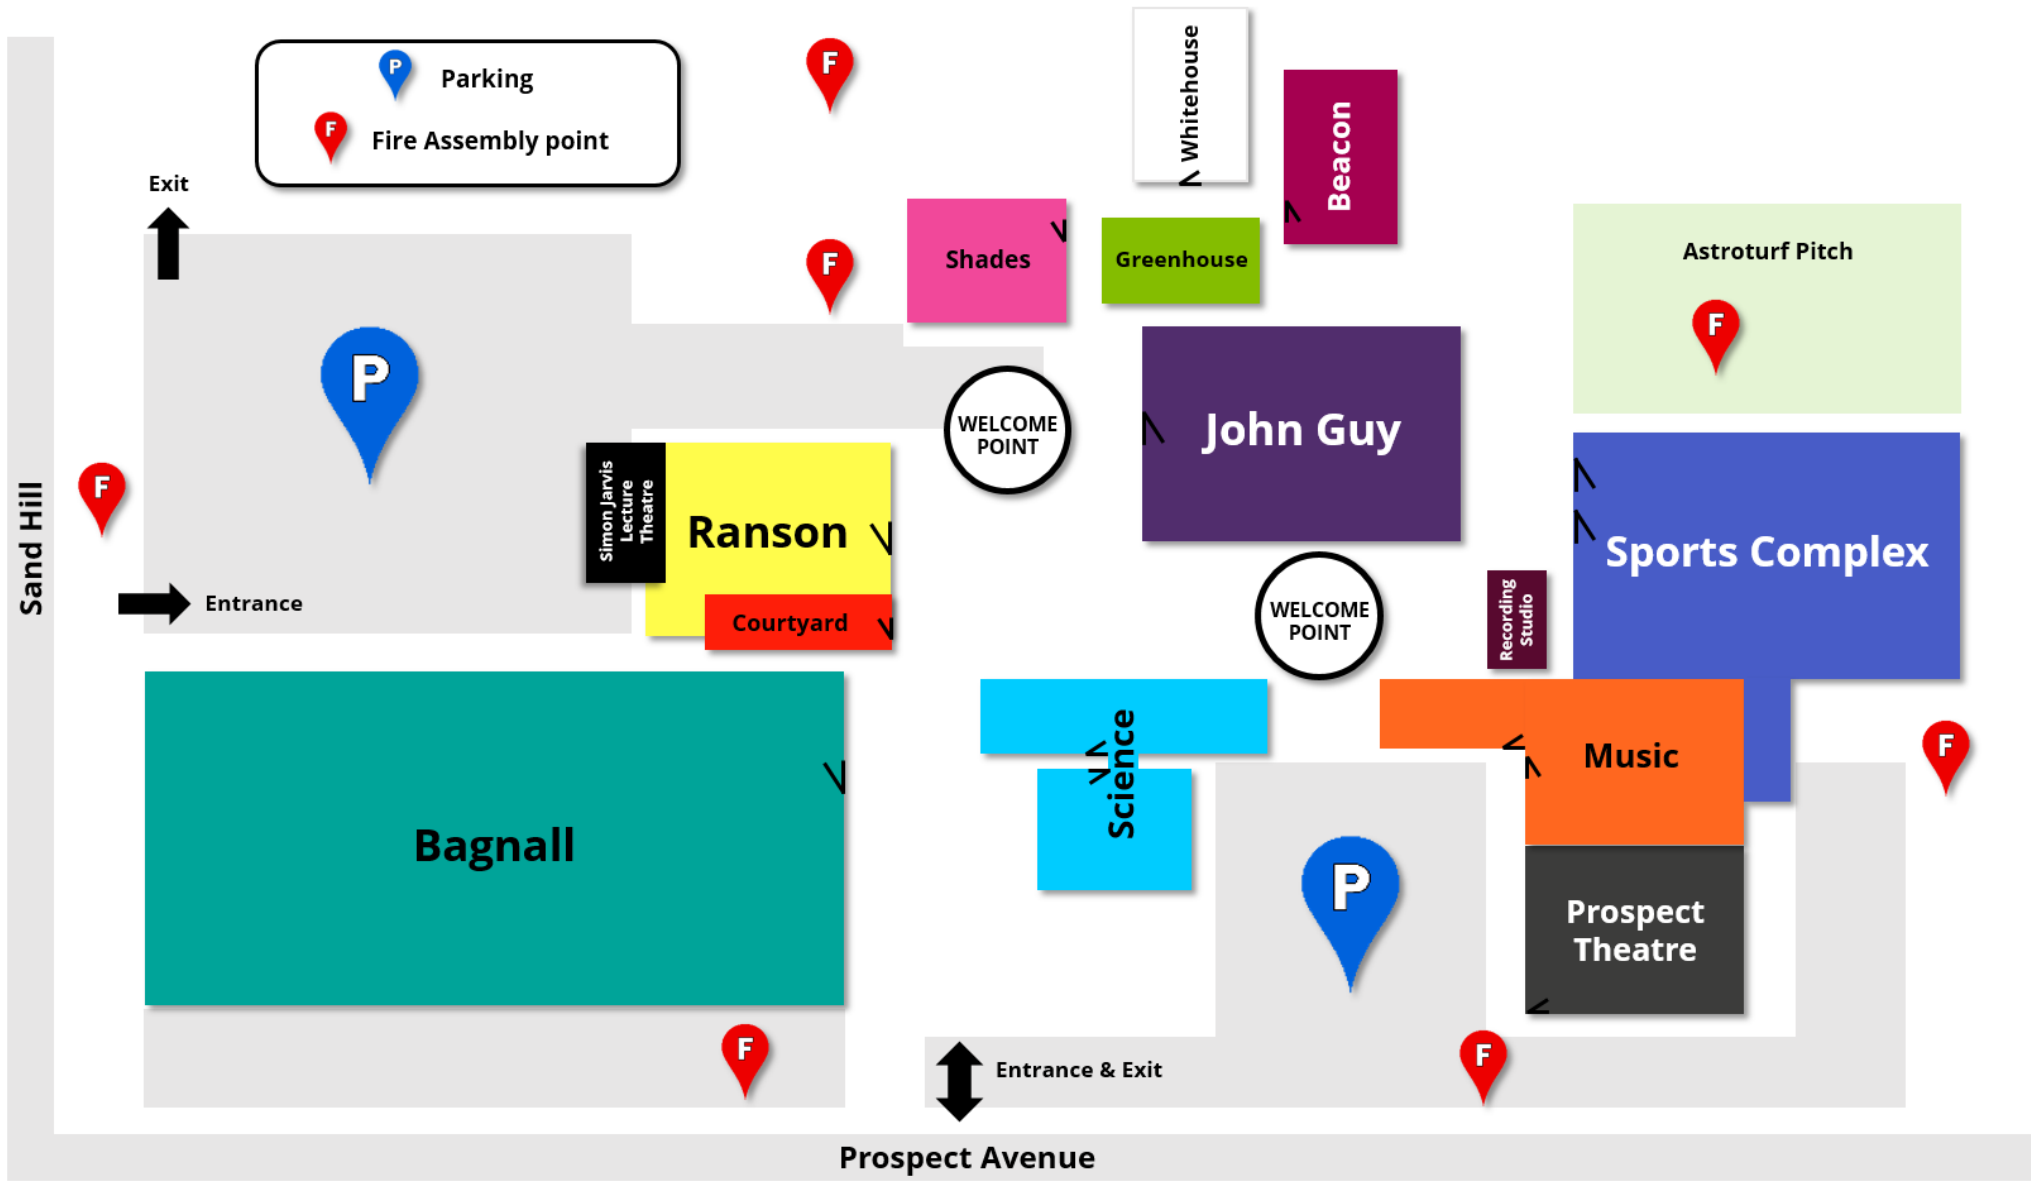 P Parking
F Fire Assembly point
F
Whitehouse
Beacon
Exit
Shades
Greenhouse
F
Astroturf Pitch
F
P
WELCOME
POINT
John Guy
Sand Hill
F
Simon Jarvis
Lecture
Theatre
Ranson
Sports Complex
Entrance
Courtyard
WELCOME
POINT
Recording
Studio
Science
Music
F
Bagnall
P
Prospect
Theatre
F
Entrance & Exit
F
Prospect Avenue